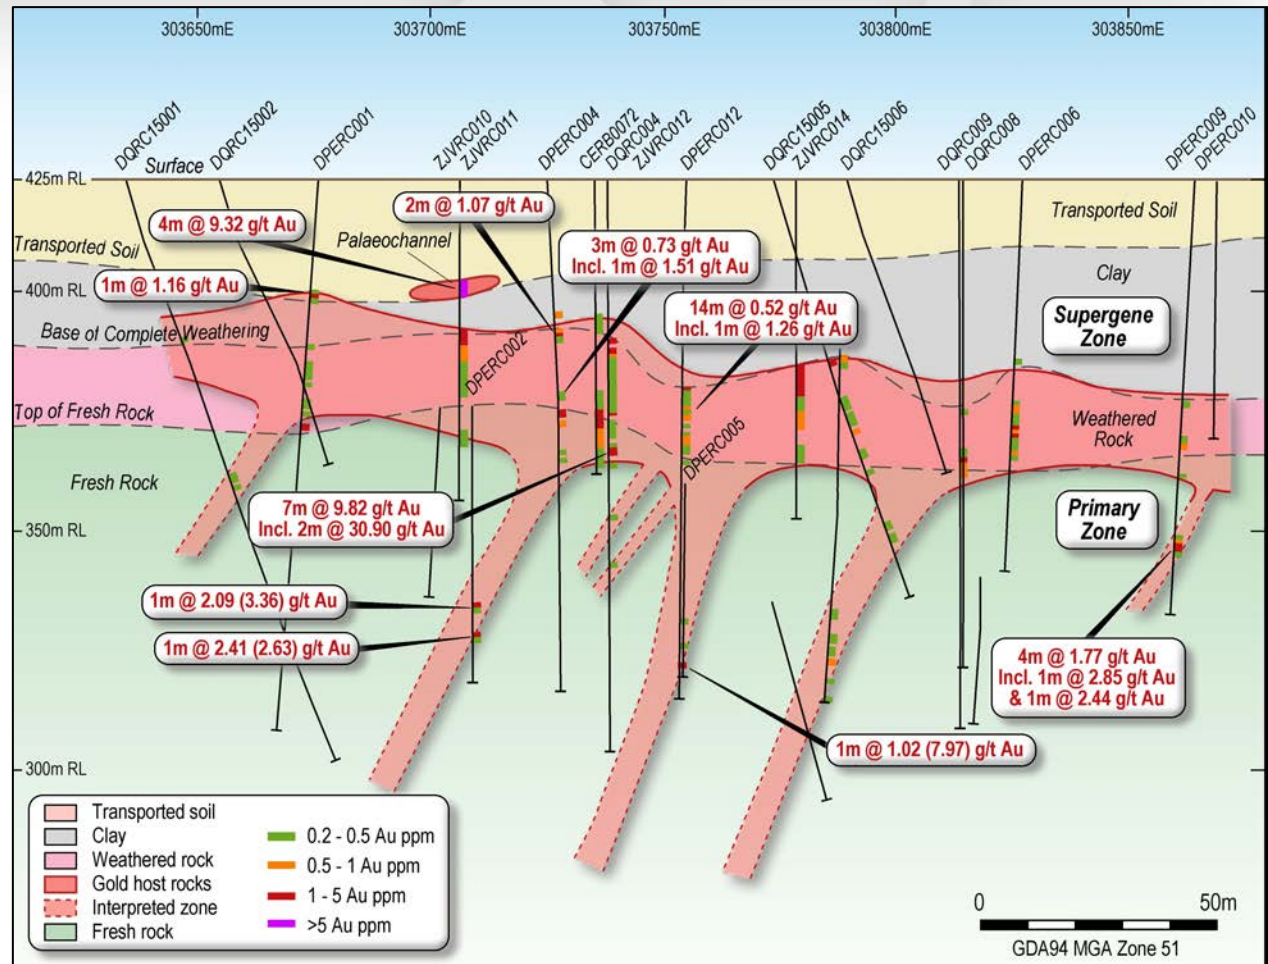 303650mE
303700mE
303750mE
303800mE
303850mE
DQRC15001
DQRC15002
DPERC001
ZJVRC010
ZJVRC011
DPERC004
CERB0072
DQRC004
ZJVRC012
DPERC012
DQRC15005
ZJVRC014
DQRC15006
DQRC009
DQRC008
DPERC006
DPERC009
DPERC010
Surface
425m RL
4m @ 9.32 g/t Au
2m @ 1.07 g/t Au
Transported Soil
Transported Soil
Palaeochannel
3m @ 0.73 g/t Au
Incl. 1m @ 1.51 g/t Au
Clay
1m @ 1.16 g/t Au
400m RL
14m @ 0.52 g/t Au
Incl. 1m @ 1.26 g/t Au
Supergene
Zone
Base of Complete Weathering
DPERC002
Top of Fresh Rock
Weathered
Rock
DPERC005
Fresh Rock
7m @ 9.82 g/t Au
Incl. 2m @ 30.90 g/t Au
Primary
Zone
350m RL
1m @ 2.09 (3.36) g/t Au
1m @ 2.41 (2.63) g/t Au
4m @ 1.77 g/t Au
Incl. 1m @ 2.85 g/t Au
& 1m @ 2.44 g/t Au
1m @ 1.02 (7.97) g/t Au
300m RL
Transported soil
Clay
Weathered rock
Gold host rocks
Interpreted zone
Fresh rock
0.2 - 0.5 Au ppm
0.5 - 1 Au ppm
1 - 5 Au ppm
>5 Au ppm
0 50m
GDA94 MGA Zone 51